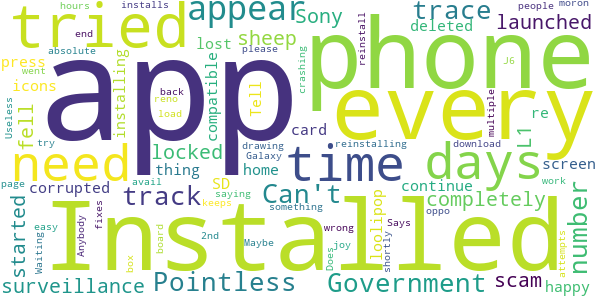 tried appear Sony trace launched
hours installs people moron
end lost sheep deleted
absolute please
press app phone
icons back crashing reinstall J6
went reno
Useless fell installing compatible Tell every multiple
load
try locked card drawing reinstalling download re L1
need thing Galaxy time days screen
page corrupted SD home
avail track saying Can't continue work
started something completely number
Installed loolipop
Anybody fixes keeps
Waiting easy 2nd Says oppo
box board Maybe wrong shortly attempts
surveillance Pointless Does joy Government scam happy